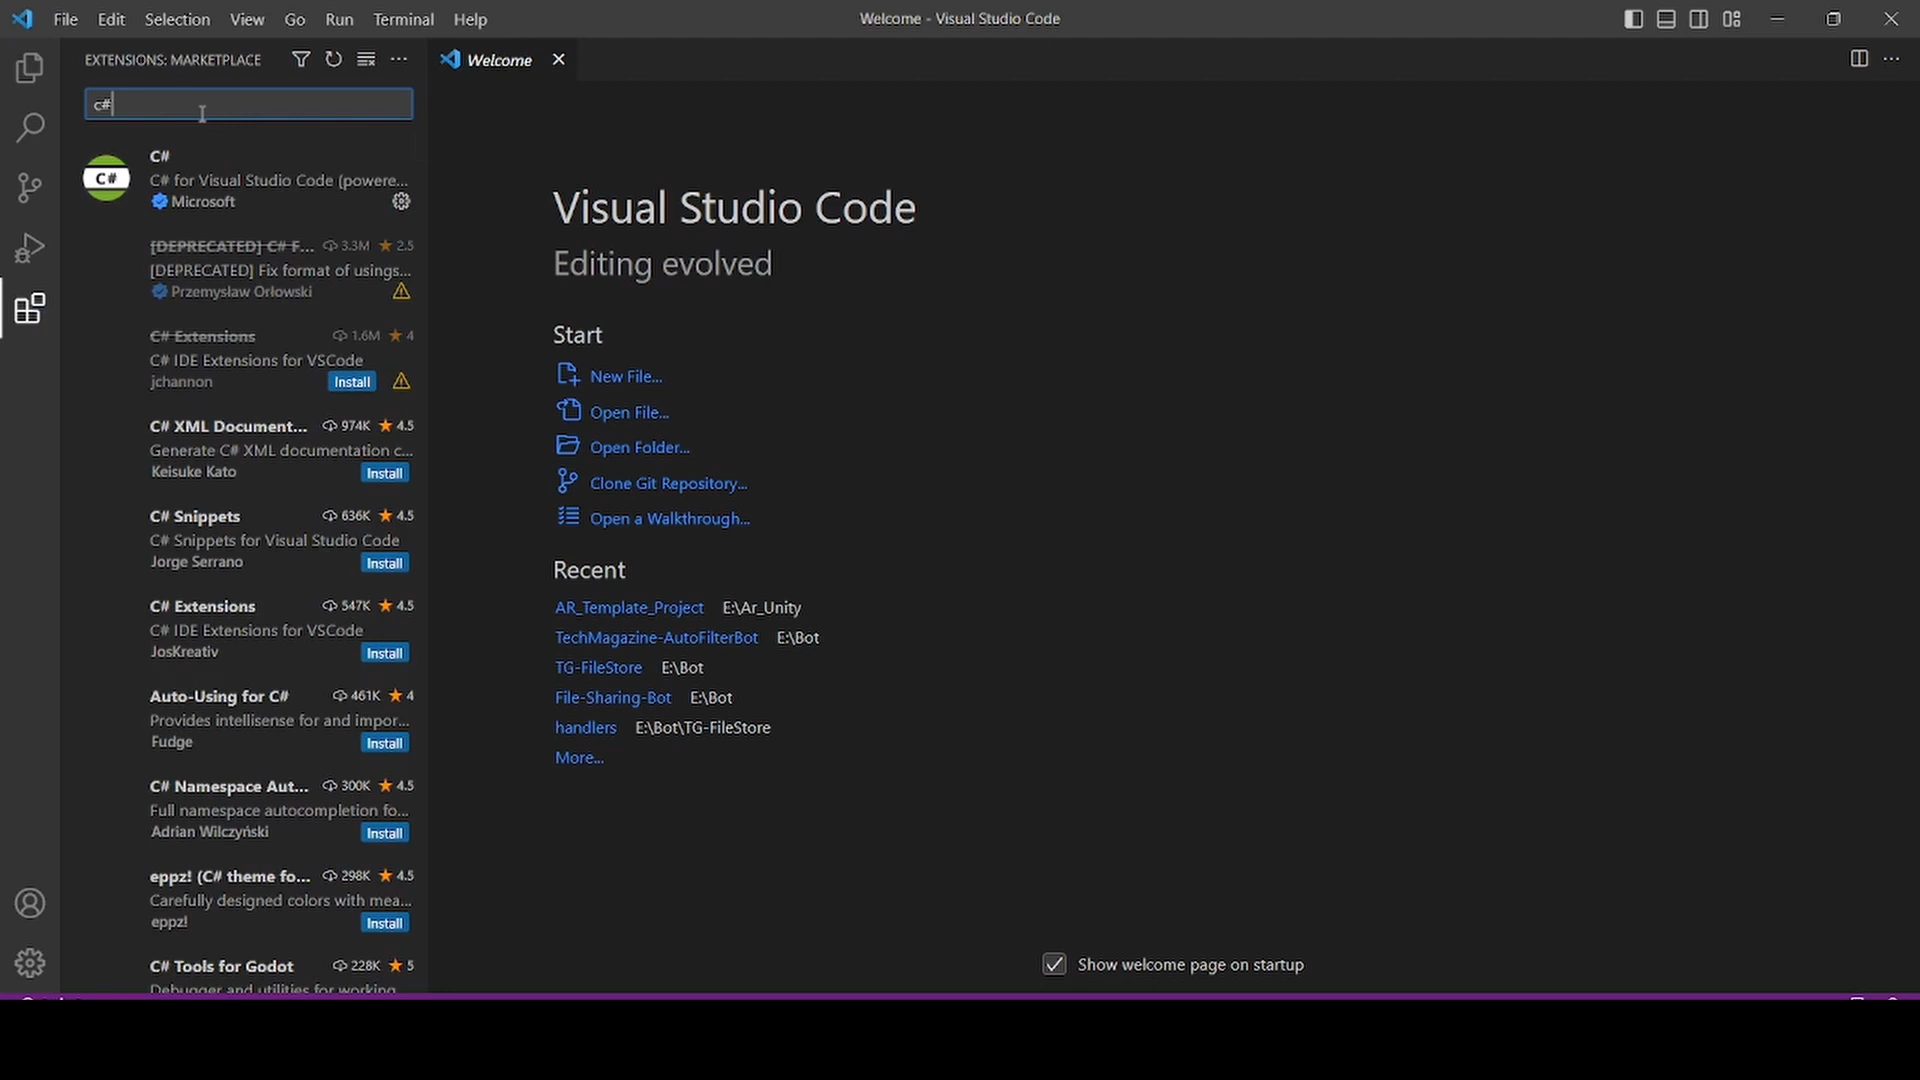 File Edit Selection View Go Run Terminal Help
Welcome - Visual Studio Code
EXTENSIONS: MARKETPLACE
Welcome
c#
C#
C#
C# for Visual Studio Code (powere...
Microsoft
[DEPRECATED] C# F... 3.3M 2.5
[DEPRECATED] Fix format of usings...
Przemysław Orłowski
C# Extensions 1.6M 4
C# IDE Extensions for VSCode
jchannon Install
C# XML Document... 974K 4.5
Generate C# XML documentation c...
Keisuke Kato Install
C# Snippets 636K 4.5
C# Snippets for Visual Studio Code
Jorge Serrano Install
C# Extensions 547K 4.5
C# IDE Extensions for VSCode
JosKreativ Install
Auto-Using for C# 461K 4
Provides intellisense for and impor...
Fudge Install
C# Namespace Aut... 300K 4.5
Full namespace autocompletion fo...
Adrian Wilczyński Install
eppz! (C# theme fo... 298K 4.5
Carefully designed colors with mea...
eppz! Install
C# Tools for Godot 228K 5
Debugger and utilities for working
Visual Studio Code
Editing evolved
Start
New File...
Open File...
Open Folder...
Clone Git Repository...
Open a Walkthrough...
Recent
AR_Template_Project E:\Ar_Unity
TechMagazine-AutoFilterBot E:\Bot
TG-FileStore E:\Bot
File-Sharing-Bot E:\Bot
handlers E:\Bot\TG-FileStore
More...
Show welcome page on startup